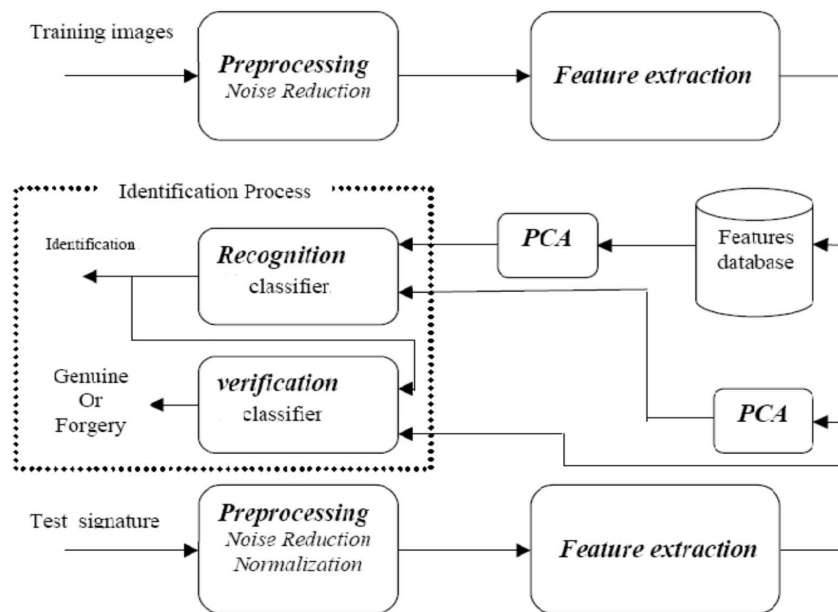 Training images
Preprocessing
Noise Reduction
Feature extraction
Identification Process
Identification
Recognition
classifier
PCA
Features
database
Genuine
Or
Forgery
verification
classifier
PCA
Test signature
Preprocessing
Noise Reduction
Normalization
Feature extraction